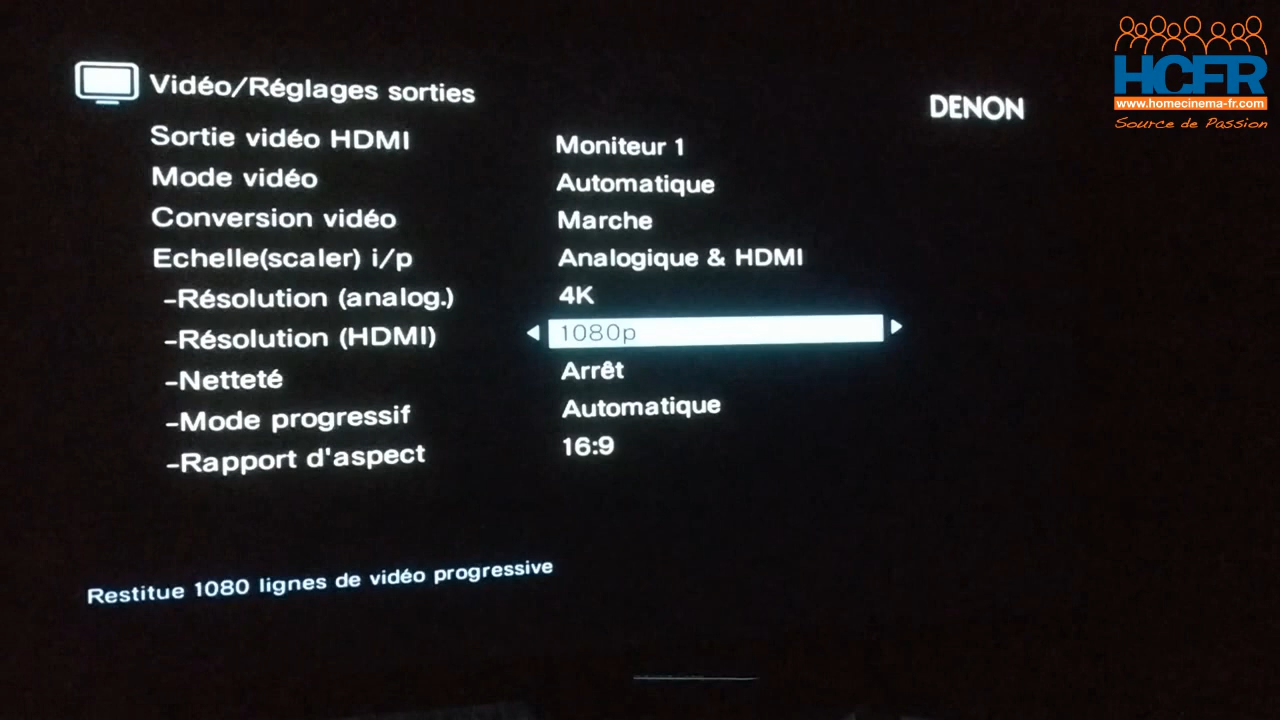 Vidéo/Réglages sorties
DENON
HCFR
www.homecinema-fr.com
Source de Passion
Sortie vidéo HDMI Moniteur 1
Mode vidéo Automatique
Conversion vidéo Marche
Echelle(scaler) i/p Analogique & HDMI
-Résolution (analog.) 4K
-Résolution (HDMI) 1080p
-Netteté Arrêt
-Mode progressif Automatique
-Rapport d'aspect 16:9
Restitue 1080 lignes de vidéo progressive